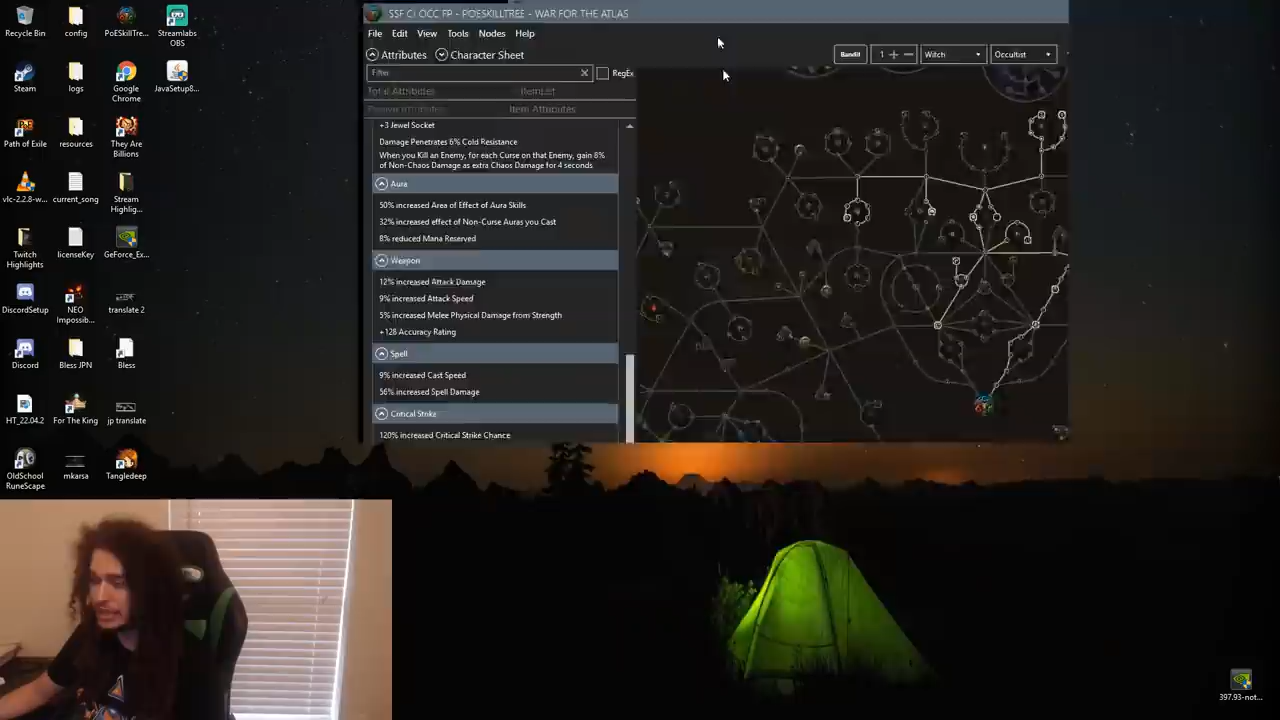 SSF CI OCC FP - POESKILLTREE - WAR FOR THE ATLAS
File Edit View Tools Nodes Help
Attributes Character Sheet
Bandit 1 + - Witch Occultist
Filter RegEx
Total Attributes ItemList
Item Attributes
+3 Jewel Socket
Damage Penetrates 6% Cold Resistance
When you Kill an Enemy, for each Curse on that Enemy, gain 8%
of Non-Chaos Damage as extra Chaos Damage for 4 seconds
Aura
50% increased Area of Effect of Aura Skills
32% increased effect of Non-Curse Auras you Cast
8% reduced Mana Reserved
Weapon
12% increased Attack Damage
9% increased Attack Speed
5% increased Melee Physical Damage from Strength
+128 Accuracy Rating
Spell
9% increased Cast Speed
56% increased Spell Damage
Critical Strike
120% increased Critical Strike Chance
Recycle Bin
config
PoESkillTre...
Streamlabs
OBS
Steam
logs
Google
Chrome
JavaSetup8...
Path of Exile
resources
They Are
Billions
vlc-2.2.8-w...
current_song
Stream
Highlig...
Twitch
Highlights
licenseKey
GeForce_Ex...
DiscordSetup
NEO
Impossib...
translate 2
Discord
Bless JPN
Bless
HT_22.04.2
For The King
jp translate
OldSchool
RuneScape
mkarsa
Tangledeep
397.93-not...